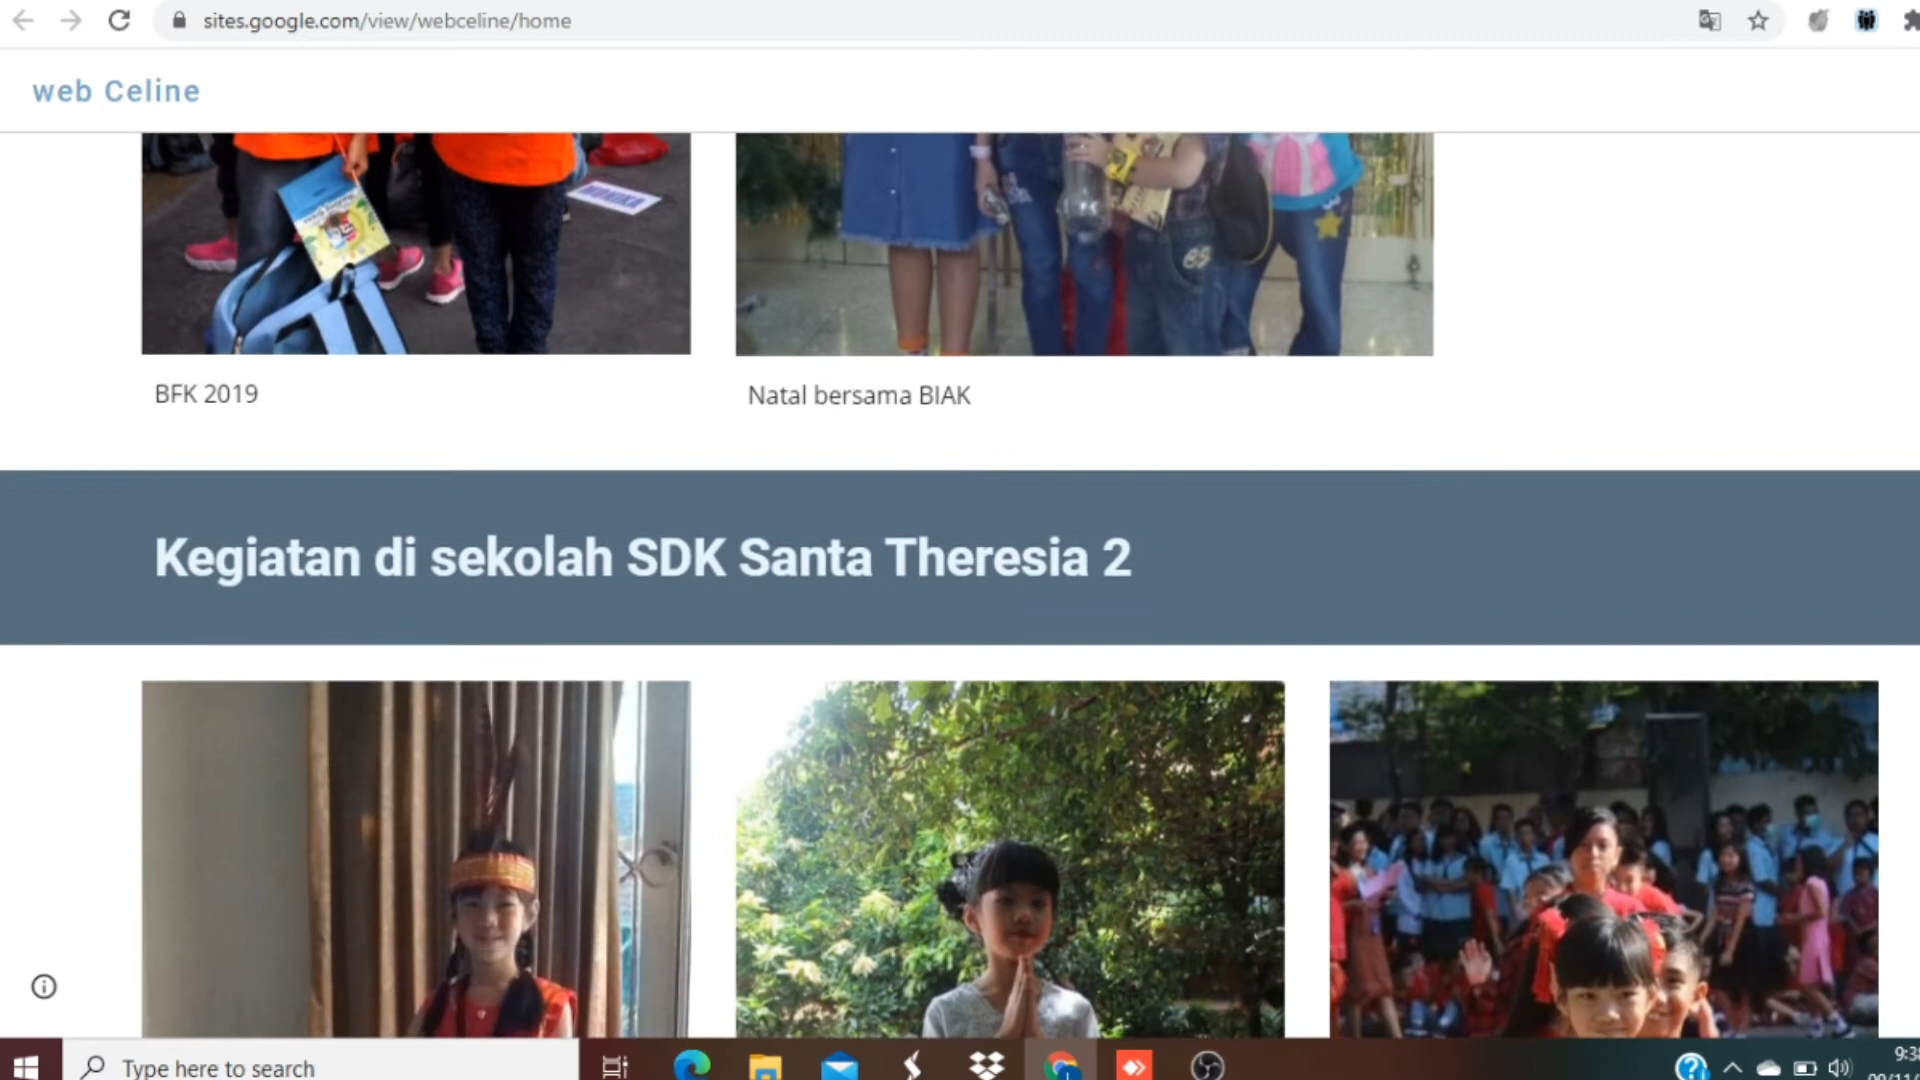 sites.google.com/view/webceline/home
web Celine
BFK 2019
Natal bersama BIAK
Kegiatan di sekolah SDK Santa Theresia 2
Type here to search